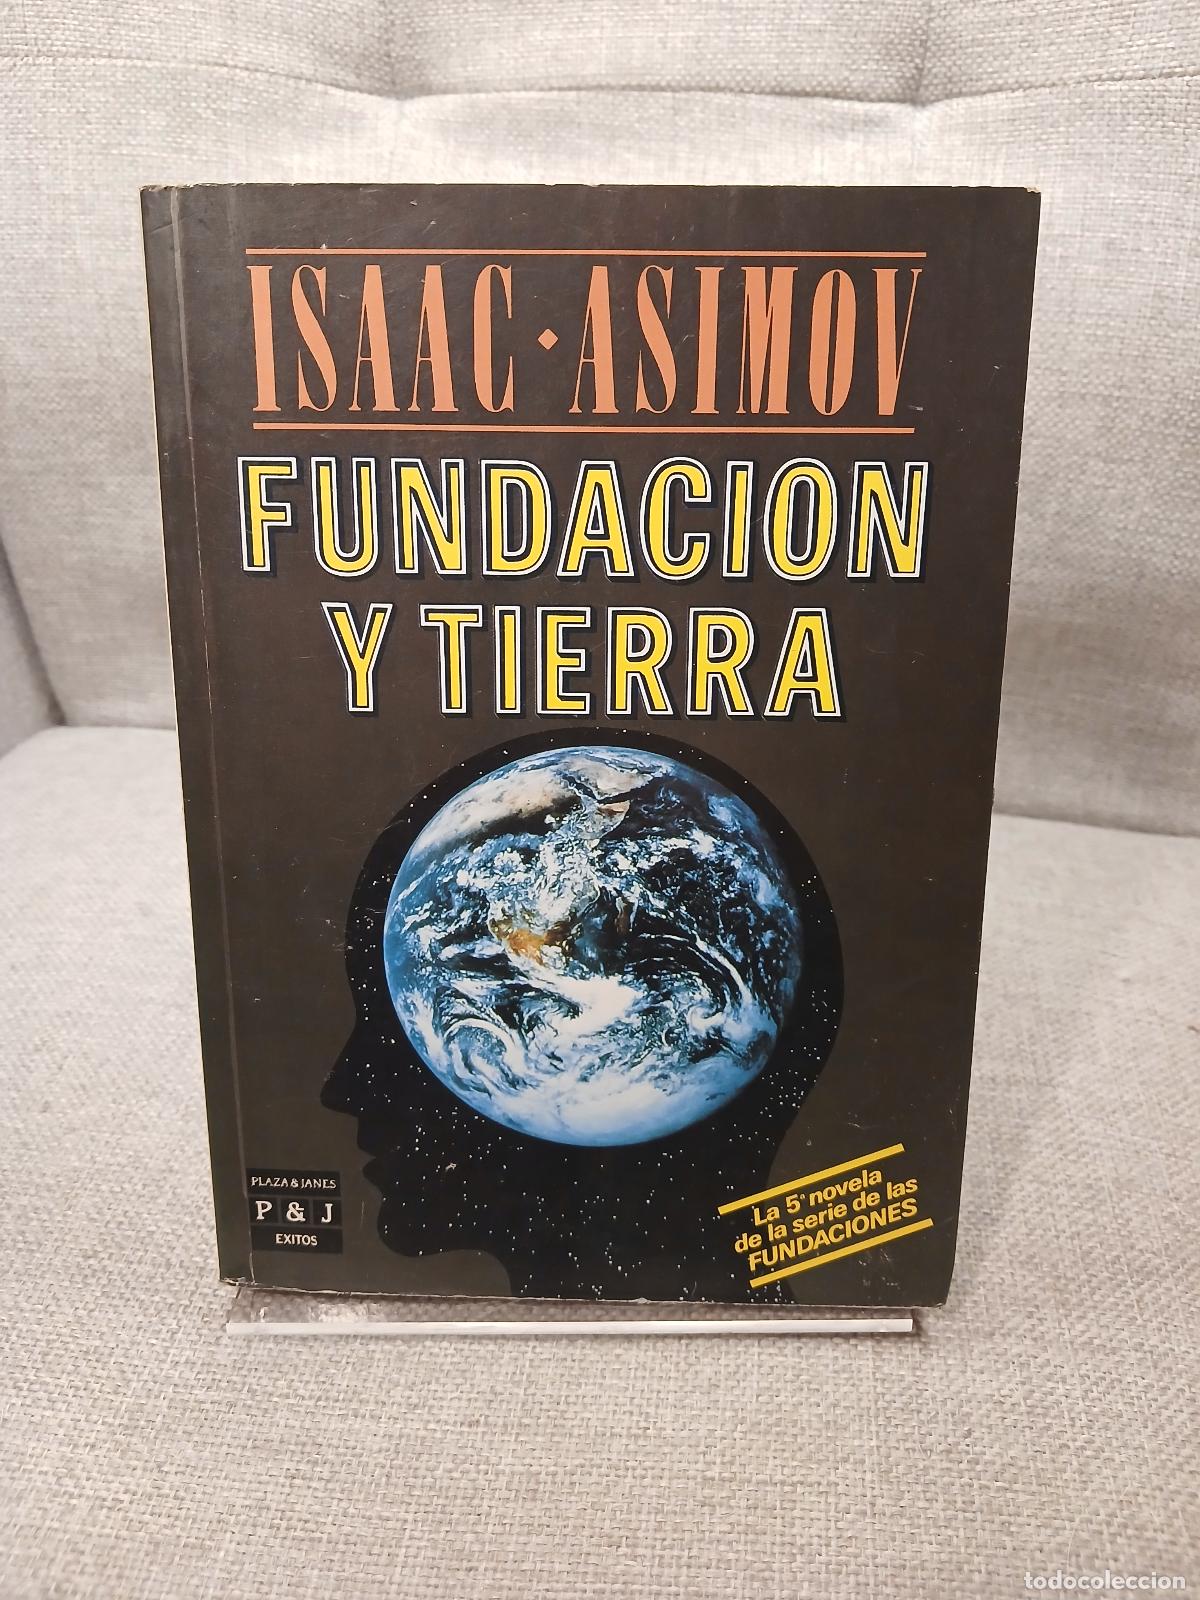 ISAAC · ASIMOV
FUNDACION
Y TIERRA
PLAZA & JANES
P & J
EXITOS
La 5ª novela
de la serie de las
FUNDACIONES
todocoleccion